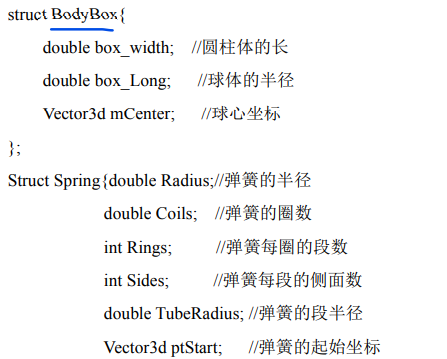 struct BodyBox{
double box_width; //圆柱体的长
double box_Long; //球体的半径
Vector3d mCenter; //球心坐标
};
Struct Spring{double Radius;//弹簧的半径
double Coils; //弹簧的圈数
int Rings; //弹簧每圈的段数
int Sides; //弹簧每段的侧面数
double TubeRadius; //弹簧的段半径
Vector3d ptStart; //弹簧的起始坐标